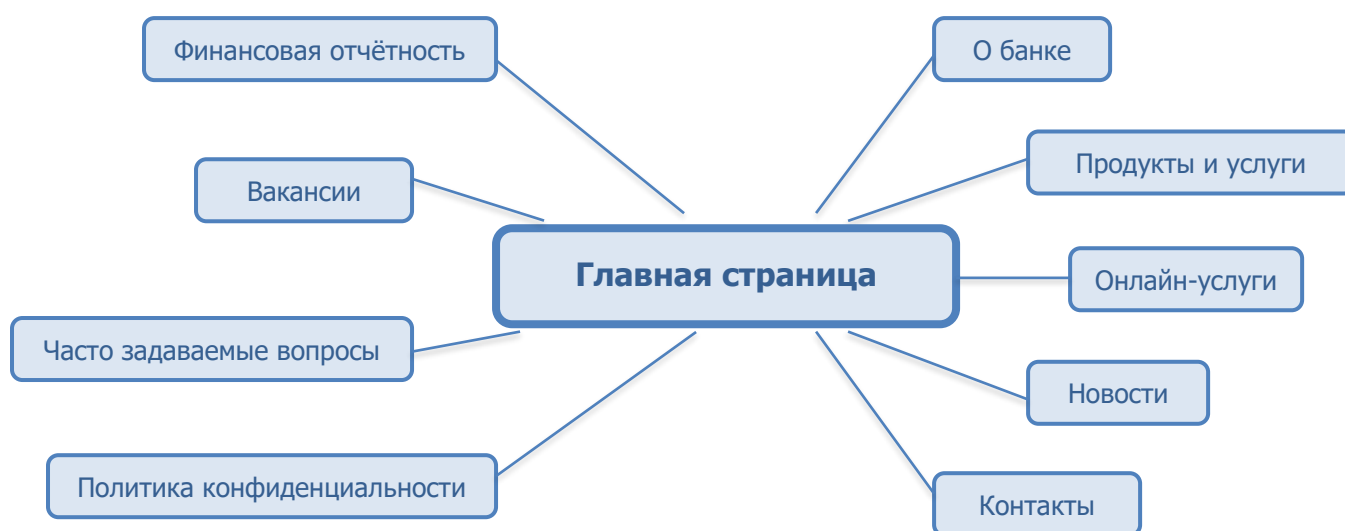 Финансовая отчётность
О банке
Продукты и услуги
Вакансии
Главная страница
Онлайн-услуги
Часто задаваемые вопросы
Новости
Политика конфиденциальности
Контакты